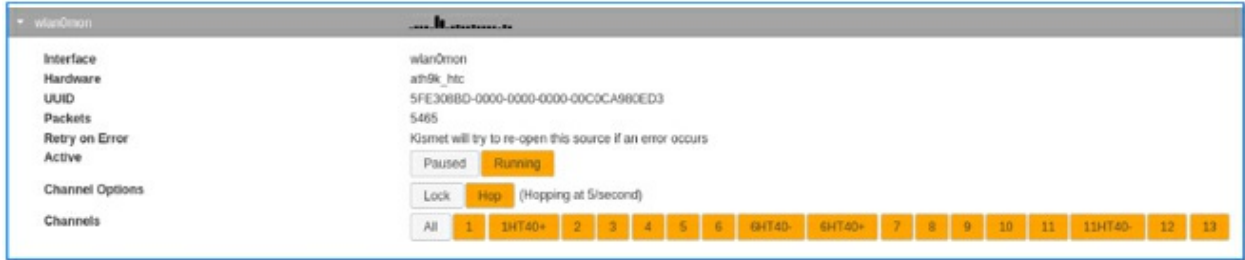 wlan0mon
Interface wlan0mon
Hardware ath9k_htc
UUID 5FE308BD-0000-0000-0000-00C0CA980ED3
Packets 5465
Retry on Error Kismet will try to re-open this source if an error occurs
Active Paused Running
Channel Options Lock Hop (Hopping at 5/second)
Channels All 1 1HT40+ 2 3 4 5 6 6HT40- 6HT40+ 7 8 9 10 11 11HT40- 12 13